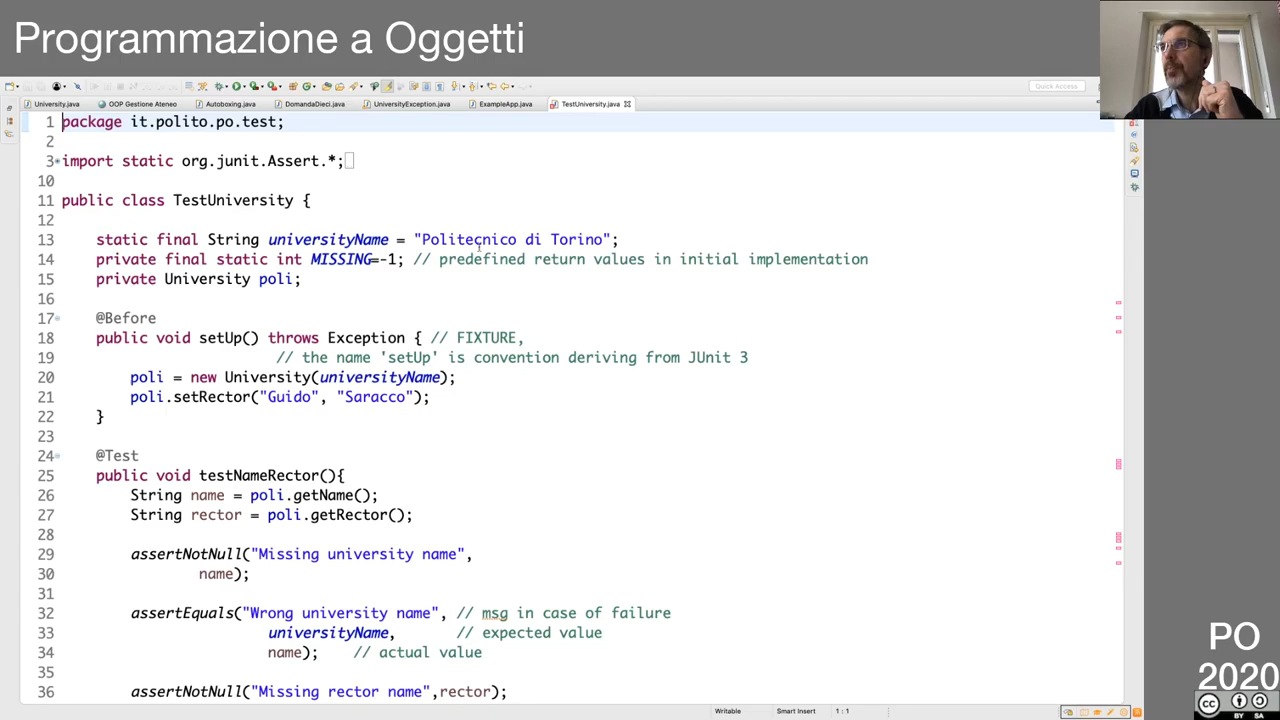 Programmazione a Oggetti
Quick Access
University.java
OOP Gestione Ateneo
Autoboxing.java
DomandaDieci.java
UniversityException.java
ExampleApp.java
TestUniversity.java
1 package it.polito.po.test;
2
3 import static org.junit.Assert.*;
10
11 public class TestUniversity {
12
13 static final String universityName = "Politecnico di Torino";
14 private final static int MISSING=-1; // predefined return values in initial implementation
15 private University poli;
16
17 @Before
18 public void setUp() throws Exception { // FIXTURE,
19 // the name 'setUp' is convention deriving from JUnit 3
20 poli = new University(universityName);
21 poli.setRector("Guido", "Saracco");
22 }
23
24 @Test
25 public void testNameRector(){
26 String name = poli.getName();
27 String rector = poli.getRector();
28
29 assertNotNull("Missing university name",
30 name);
31
32 assertEquals("Wrong university name", // msg in case of failure
33 universityName, // expected value
34 name); // actual value
35
36 assertNotNull("Missing rector name",rector);
Writable
Smart Insert
1 : 1
PO
2020
CC
BY SA